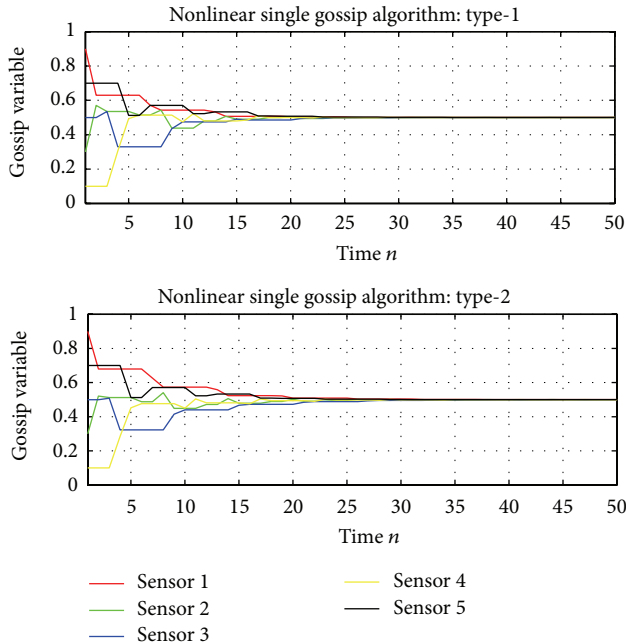 Nonlinear single gossip algorithm: type-1
Gossip variable
1
0.8
0.6
0.4
0.2
0
5 10 15 20 25 30 35 40 45 50
Time n
Nonlinear single gossip algorithm: type-2
Gossip variable
1
0.8
0.6
0.4
0.2
0
5 10 15 20 25 30 35 40 45 50
Time n
Sensor 1
Sensor 2
Sensor 3
Sensor 4
Sensor 5